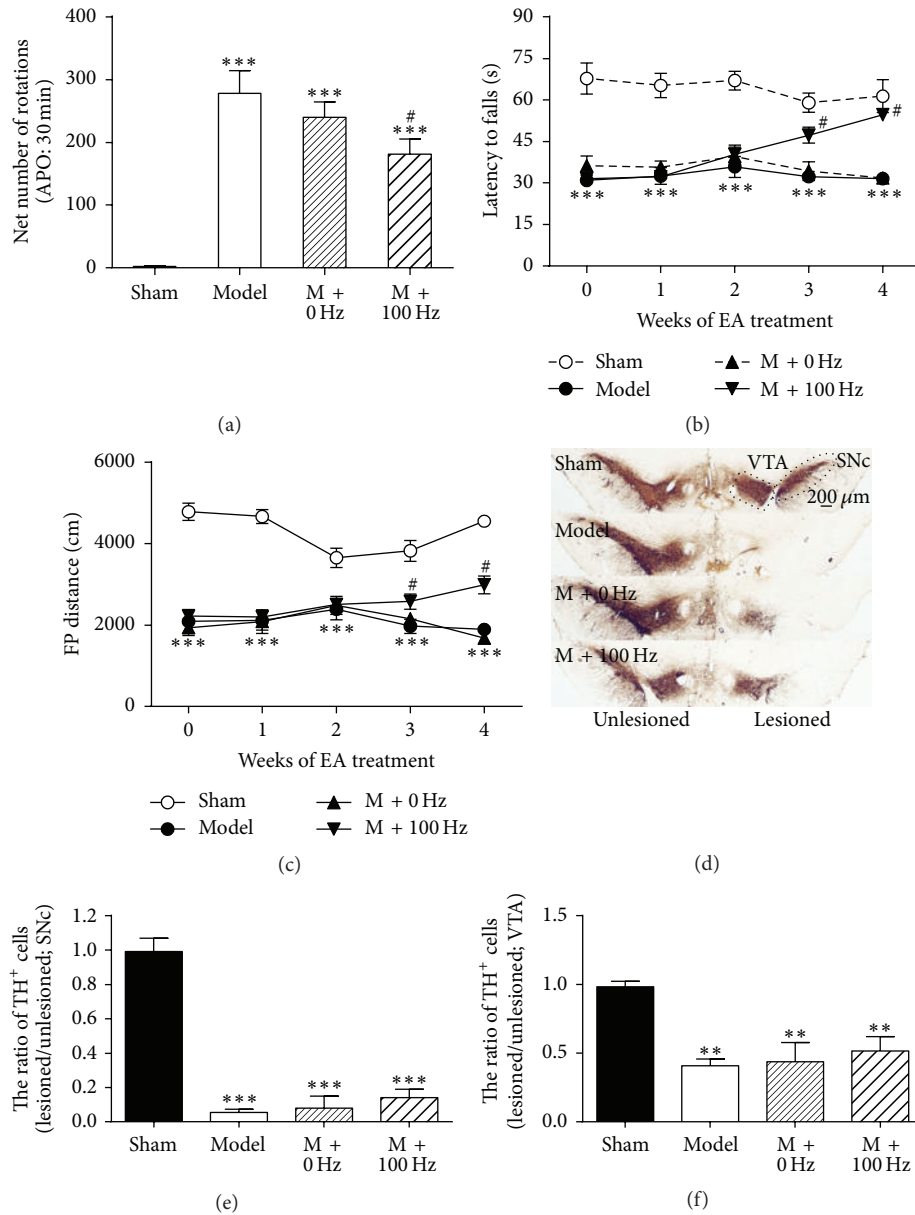 Net number of rotations
(APO: 30 min)
400
300
200
100
0
***
***
#
***
Sham
Model
M +
0 Hz
M +
100 Hz
(a)
Latency to falls (s)
90
75
60
45
30
15
0
#
#
***
***
***
***
***
0
1
2
3
4
Weeks of EA treatment
Sham
M + 0 Hz
Model
M + 100 Hz
(b)
FP distance (cm)
6000
4000
2000
0
#
#
***
***
***
***
***
0
1
2
3
4
Weeks of EA treatment
Sham
M + 0 Hz
Model
M + 100 Hz
(c)
Sham
VTA
SNc
200 μm
Model
M + 0 Hz
M + 100 Hz
Unlesioned
Lesioned
(d)
The ratio of TH+ cells
(lesioned/unlesioned; SNc)
1.2
1.0
0.8
0.6
0.4
0.2
0.0
***
***
***
Sham
Model
M +
0 Hz
M +
100 Hz
(e)
The ratio of TH+ cells
(lesioned/unlesioned; VTA)
1.5
1.0
0.5
0.0
**
**
**
Sham
Model
M +
0 Hz
M +
100 Hz
(f)